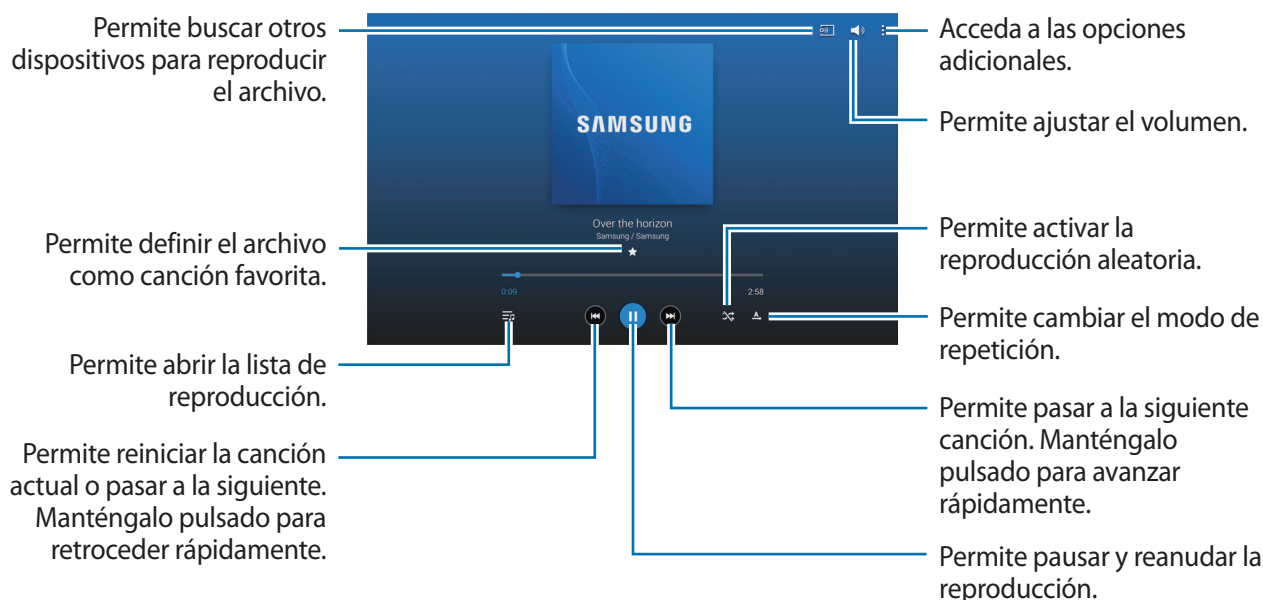 Permite buscar otros
dispositivos para reproducir
el archivo.
Permite definir el archivo
como canción favorita.
Permite abrir la lista de
reproducción.
Permite reiniciar la canción
actual o pasar a la siguiente.
Manténgalo pulsado para
retroceder rápidamente.
SAMSUNG
Over the horizon
Samsung / Samsung
0:09
2:58
Acceda a las opciones
adicionales.
Permite ajustar el volumen.
Permite activar la
reproducción aleatoria.
Permite cambiar el modo de
repetición.
Permite pasar a la siguiente
canción. Manténgalo
pulsado para avanzar
rápidamente.
Permite pausar y reanudar la
reproducción.